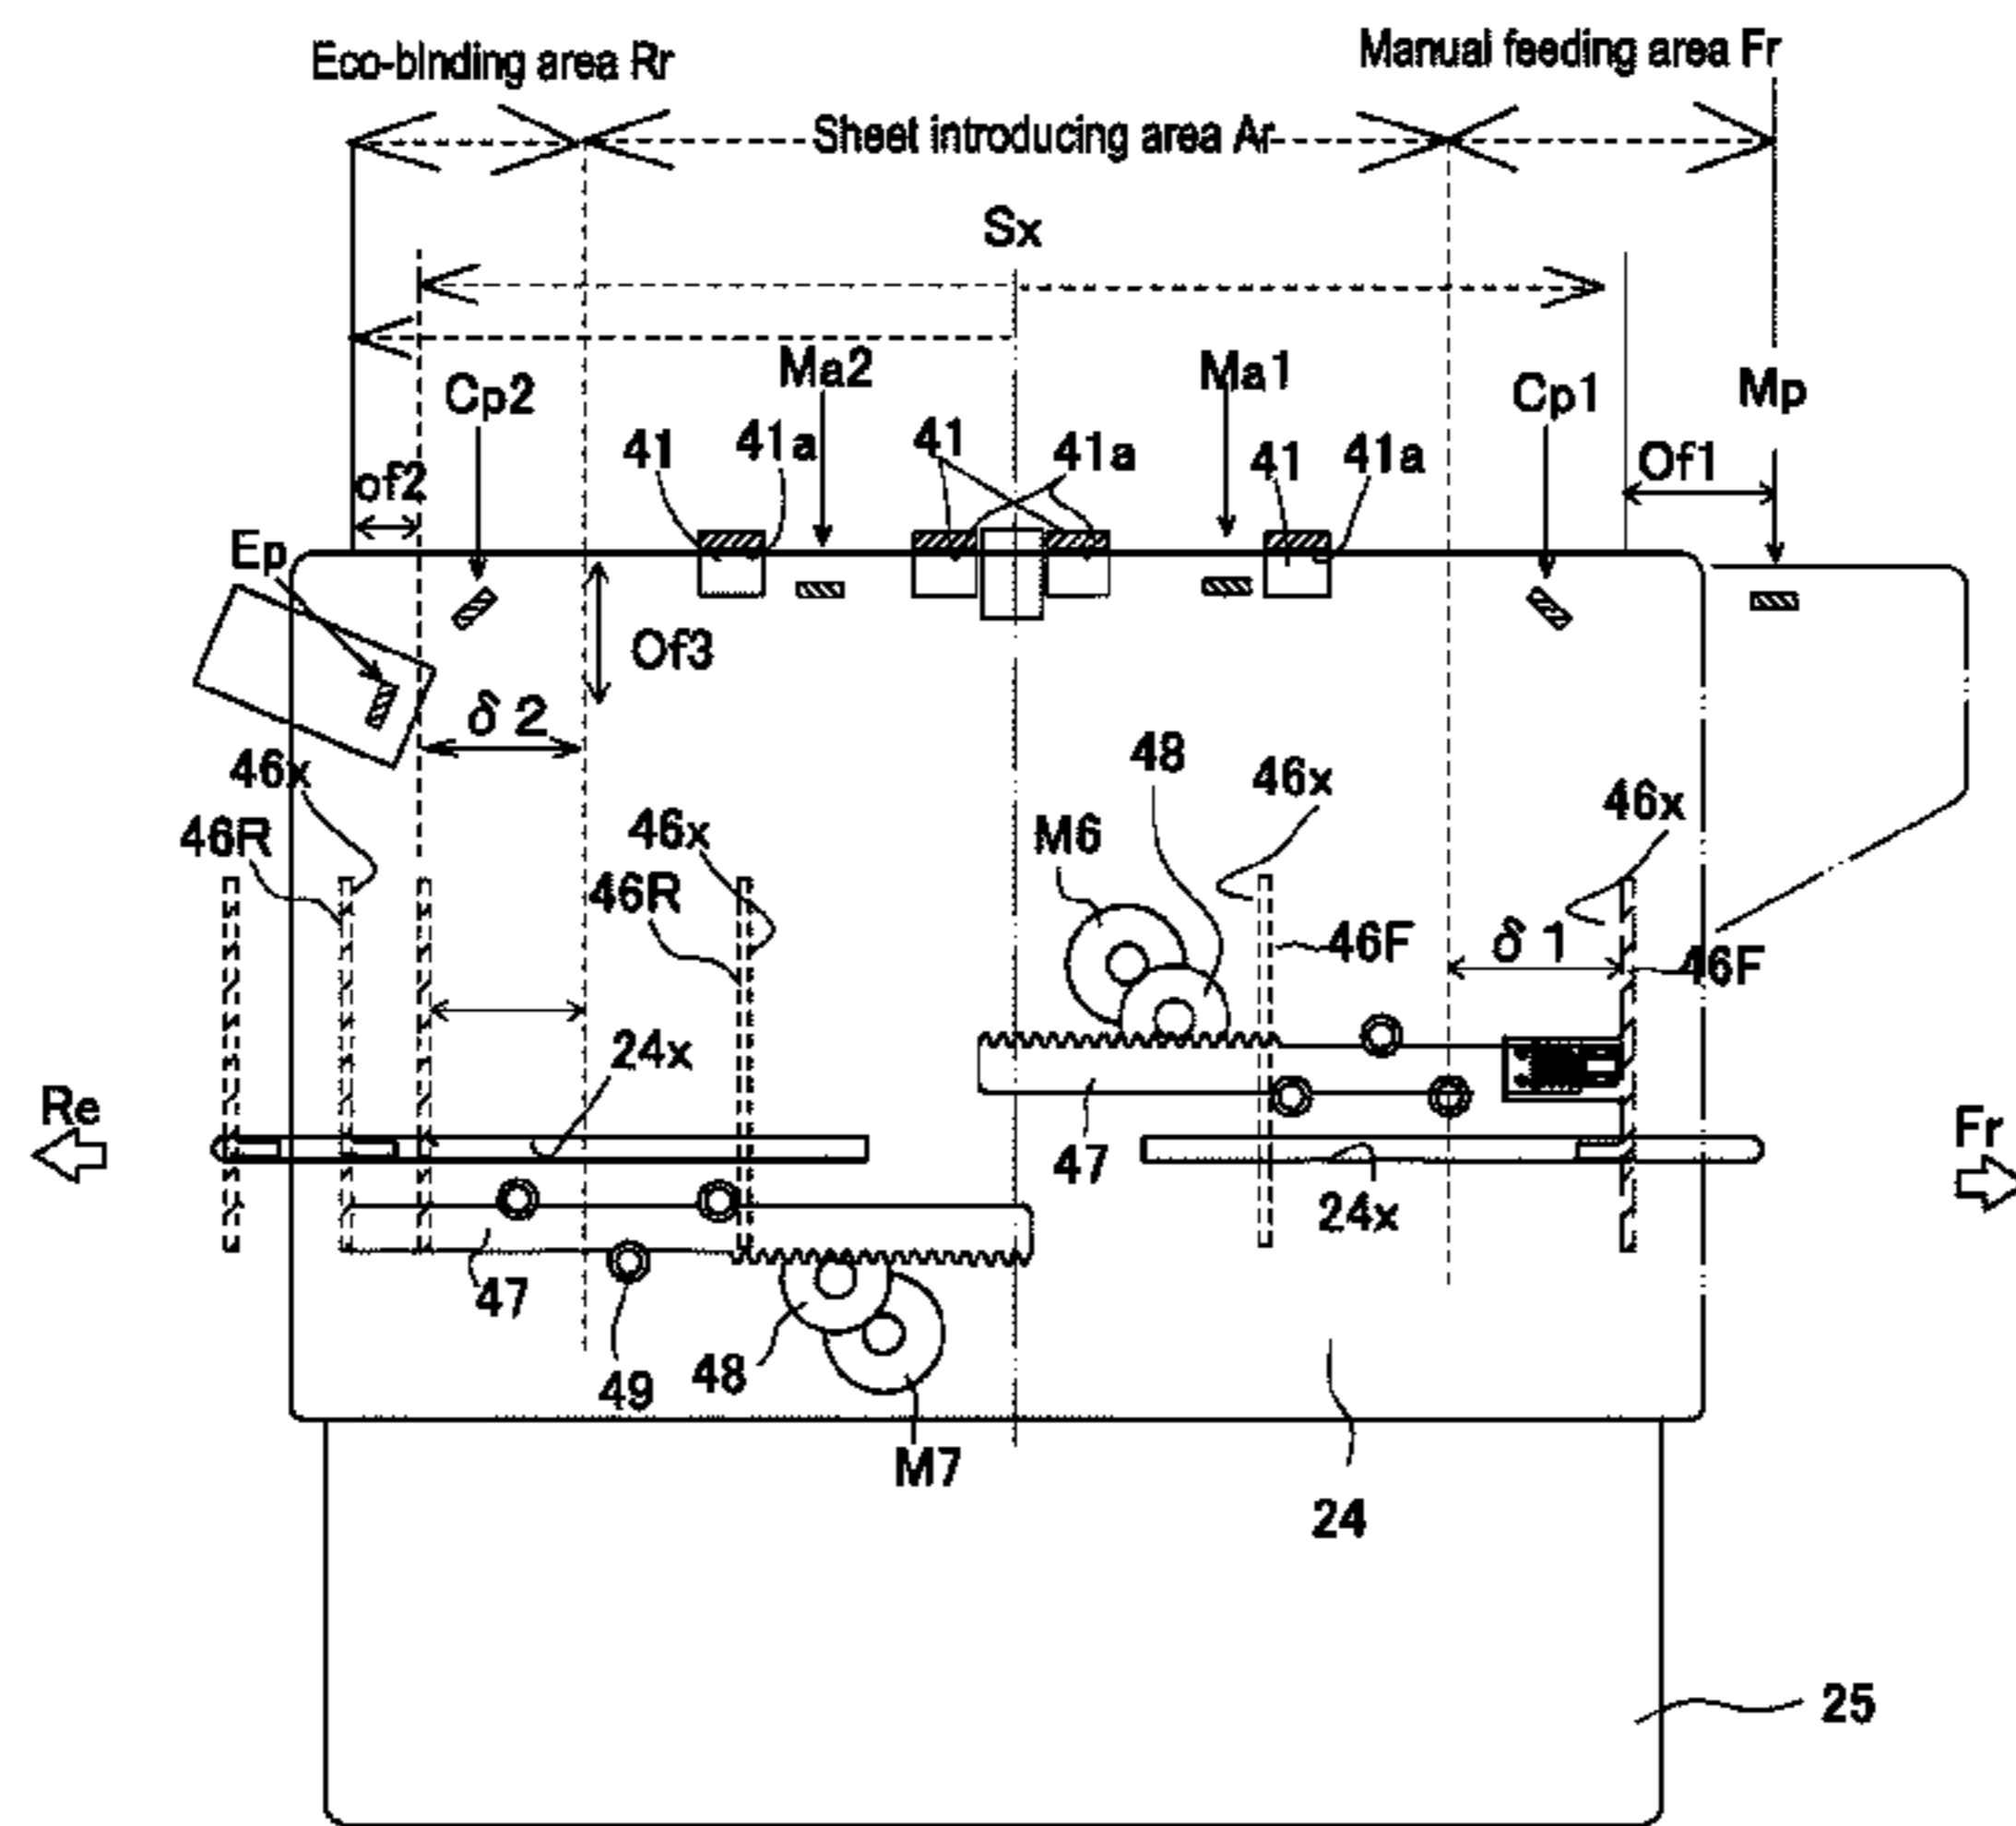 Eco-binding area Rr
Manual feeding area Fr
Sheet introducing area Ar
Sx
Ma2
Ma1
Cp2
Cp1
Mp
41
41a
41
41a
41
41a
of2
Of1
Ep
Of3
δ 2
46x
46R
46x
46R
48
46x
46x
M6
46F
δ 1
46F
24x
Re
47
Fr
24x
47
49
48
M7
24
25